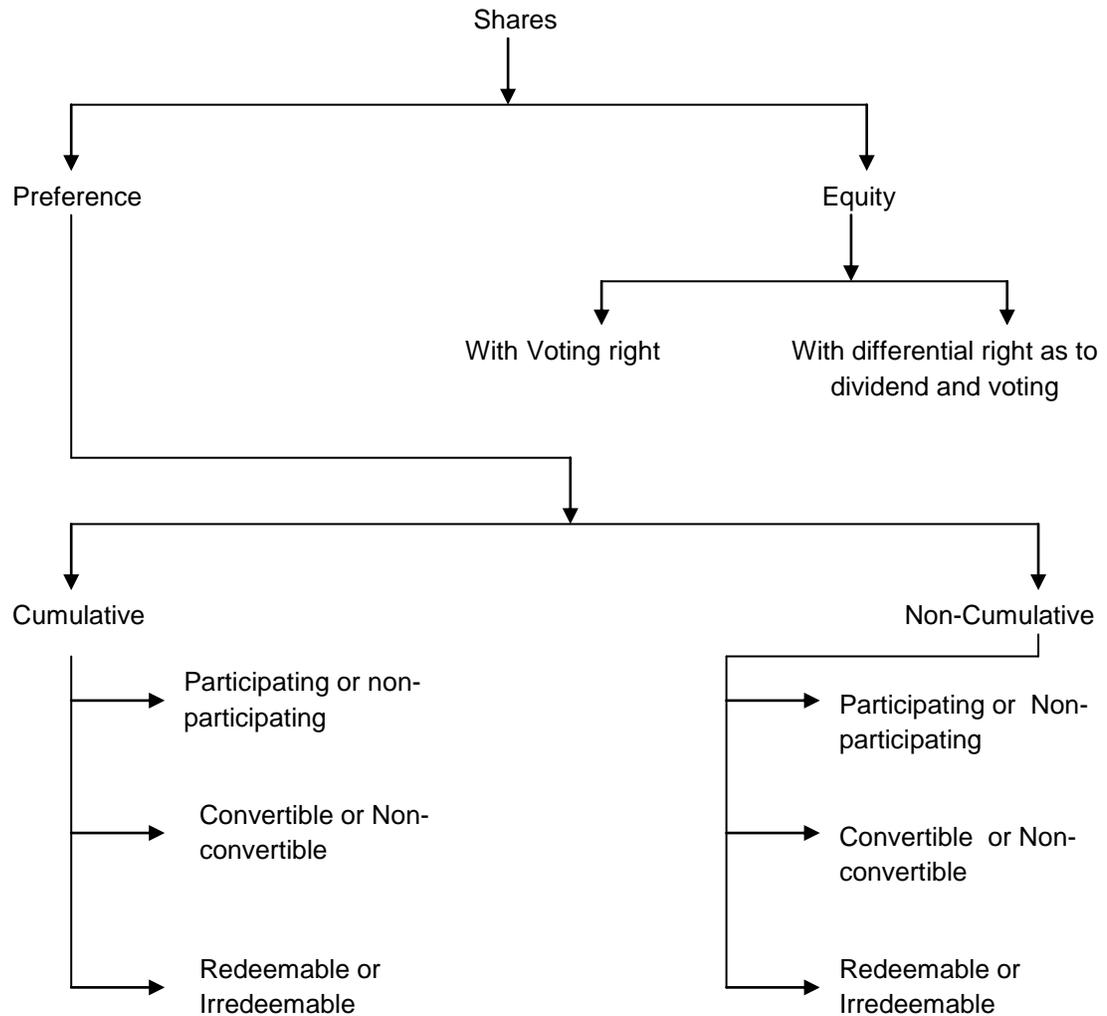 Shares
Preference
Equity
With Voting right
With differential right as to
dividend and voting
Cumulative
Non-Cumulative
Participating or non-
participating
Convertible or Non-
convertible
Redeemable or
Irredeemable
Participating or  Non-
participating
Convertible  or Non-
convertible
Redeemable or
Irredeemable